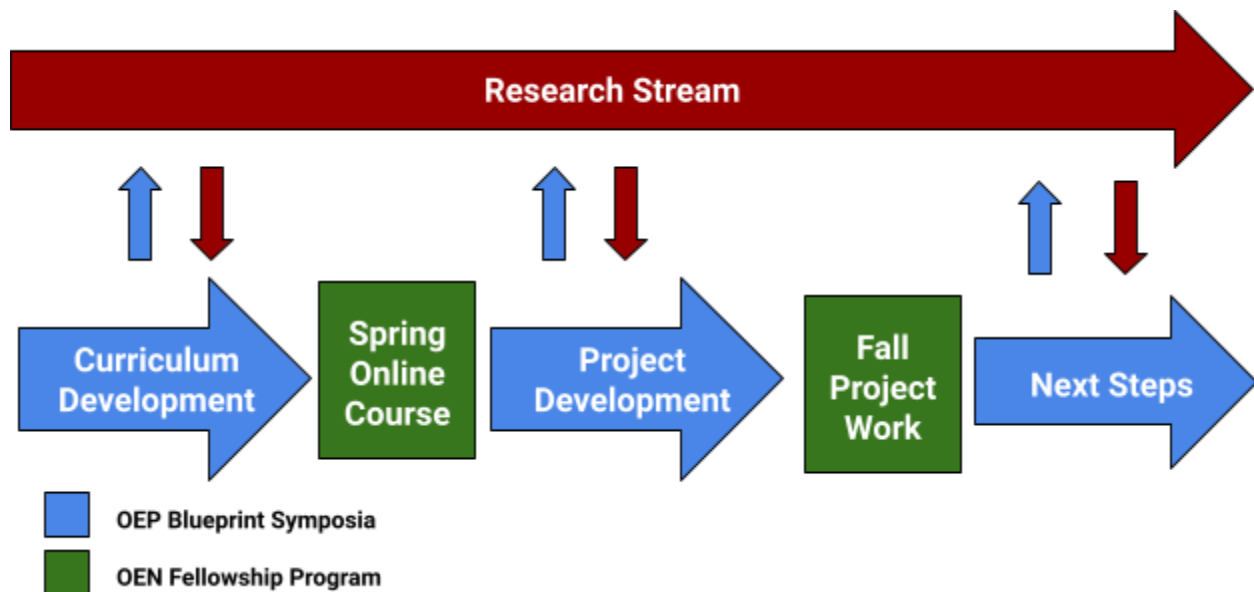 Research Stream
Curriculum
Development
Spring
Online
Course
Project
Development
Fall
Project
Work
Next Steps
OEP Blueprint Symposia
OEN Fellowship Program